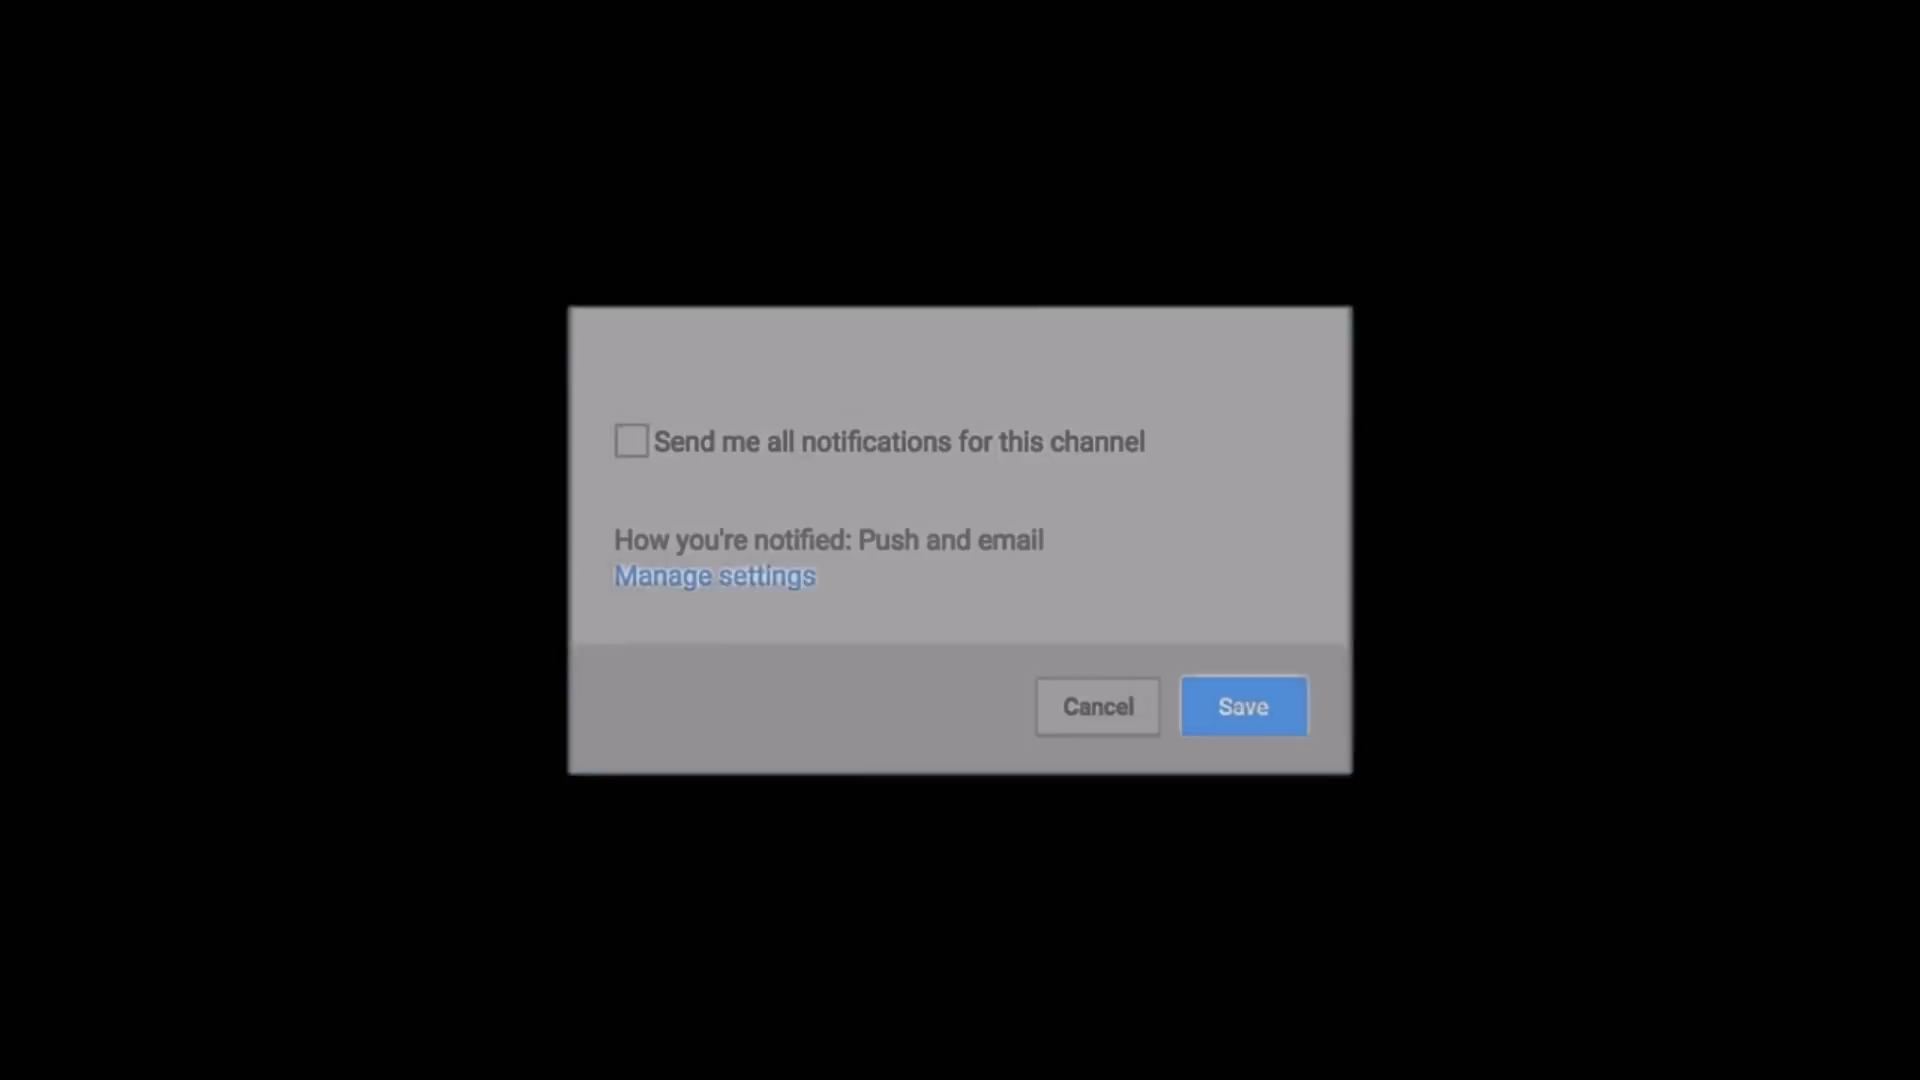 Send me all notifications for this channel
How you're notified: Push and email
Manage settings
Cancel
Save